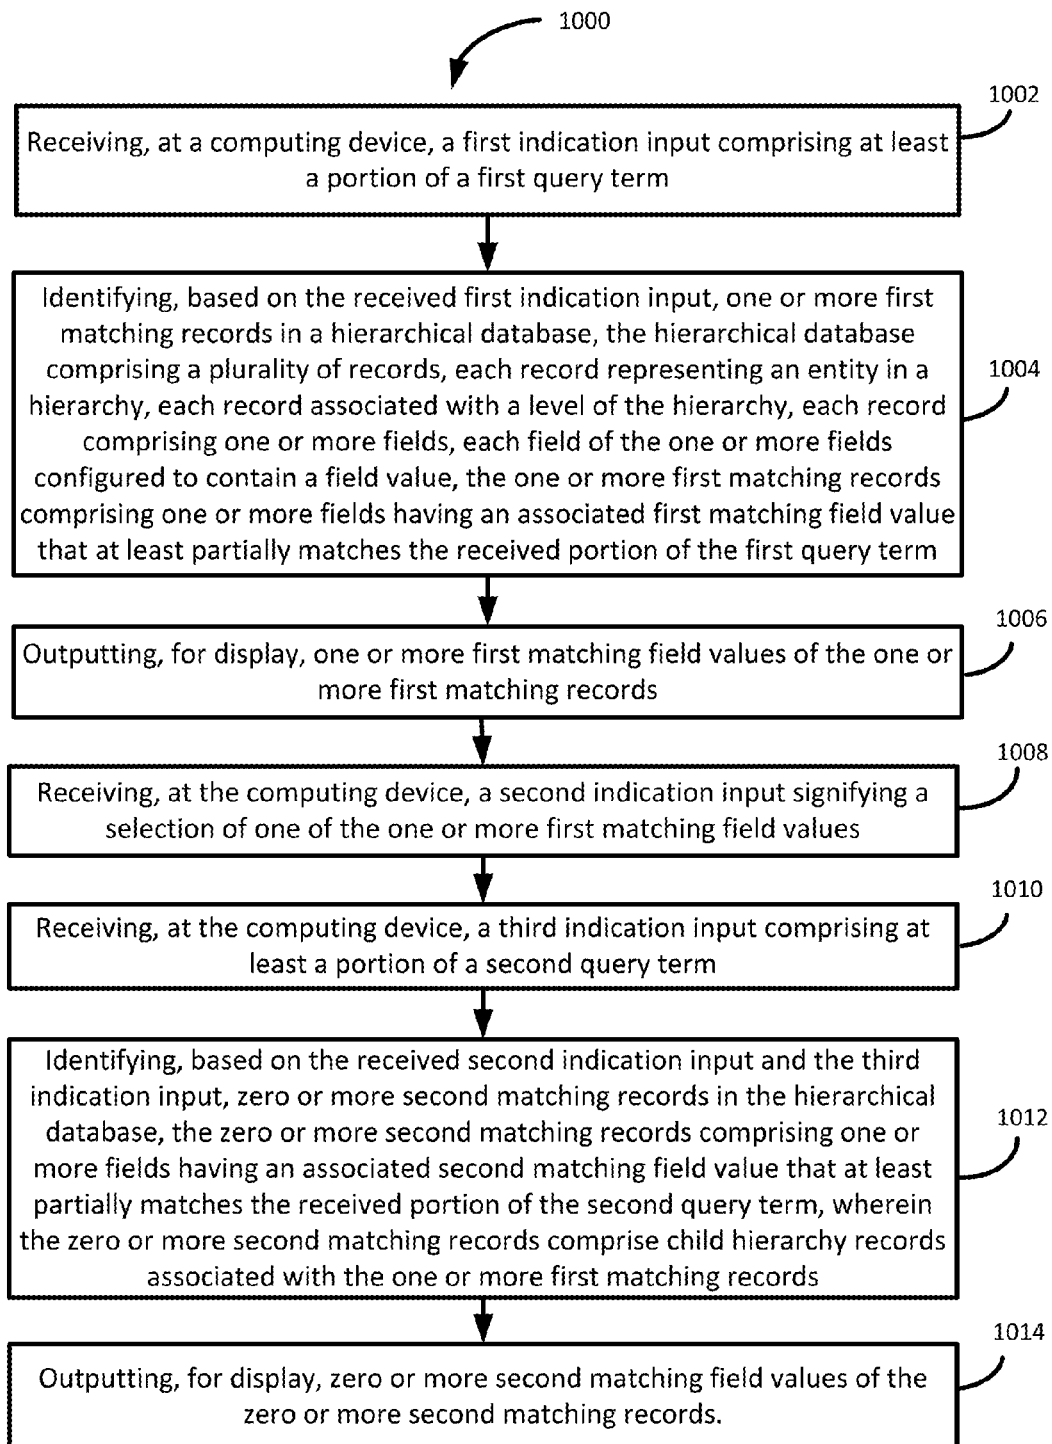 1000
1002
Receiving, at a computing device, a first indication input comprising at least
a portion of a first query term
1004
Identifying, based on the received first indication input, one or more first
matching records in a hierarchical database, the hierarchical database
comprising a plurality of records, each record representing an entity in a
hierarchy, each record associated with a level of the hierarchy, each record
comprising one or more fields, each field of the one or more fields
configured to contain a field value, the one or more first matching records
comprising one or more fields having an associated first matching field value
that at least partially matches the received portion of the first query term
1006
Outputting, for display, one or more first matching field values of the one or
more first matching records
1008
Receiving, at the computing device, a second indication input signifying a
selection of one of the one or more first matching field values
1010
Receiving, at the computing device, a third indication input comprising at
least a portion of a second query term
1012
Identifying, based on the received second indication input and the third
indication input, zero or more second matching records in the hierarchical
database, the zero or more second matching records comprising one or
more fields having an associated second matching field value that at least
partially matches the received portion of the second query term, wherein
the zero or more second matching records comprise child hierarchy records
associated with the one or more first matching records
1014
Outputting, for display, zero or more second matching field values of the
zero or more second matching records.